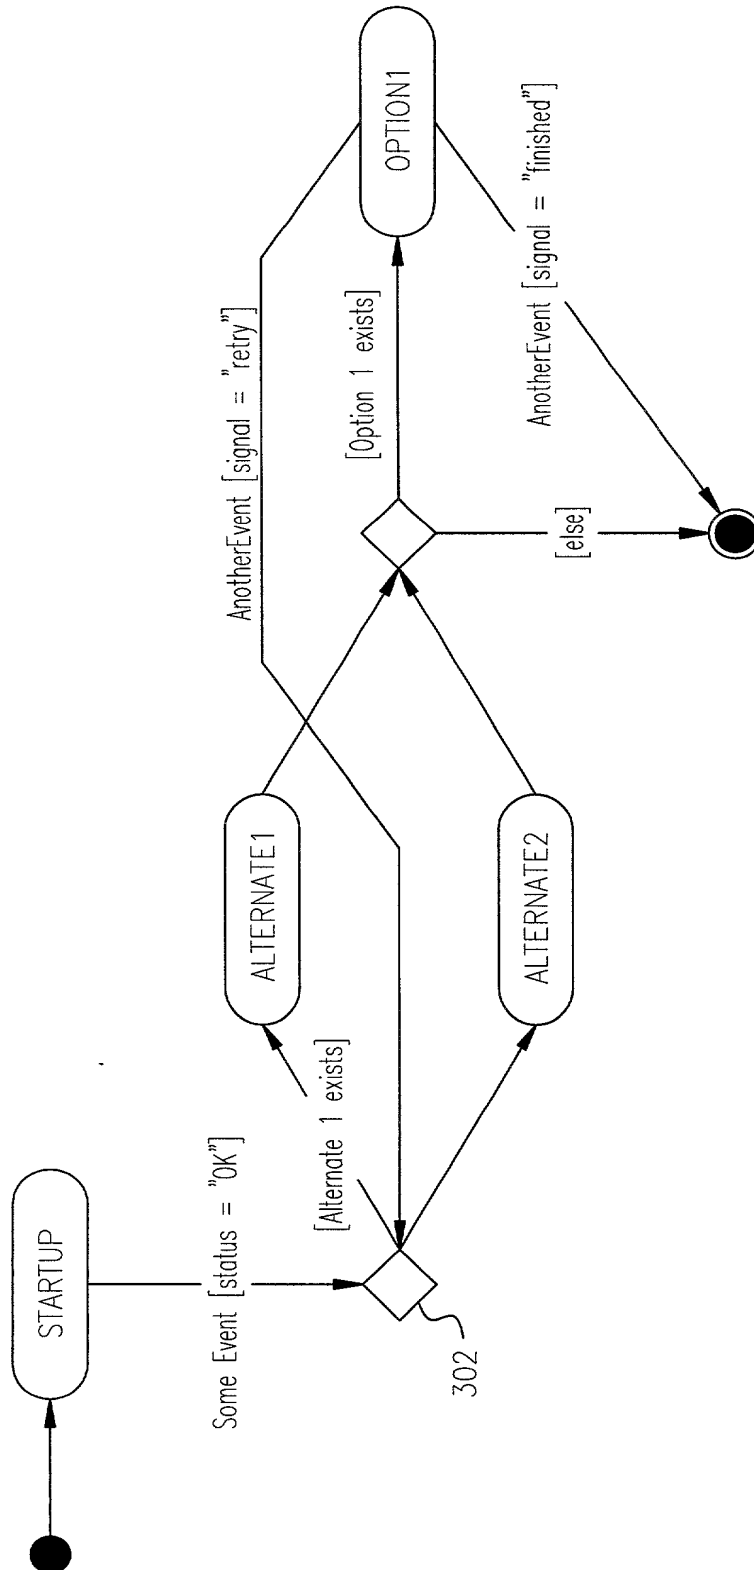 STARTUP
Some Event [status = "OK"]
302
[Alternate 1 exists]
ALTERNATE1
ALTERNATE2
AnotherEvent [signal = "retry"]
[Option 1 exists]
[else]
OPTION1
AnotherEvent [signal = "finished"]